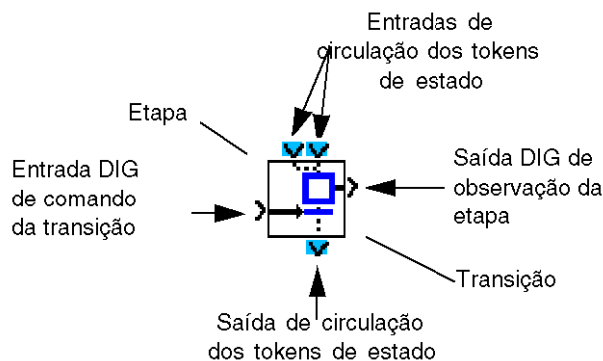 Entradas de
circulação dos tokens
de estado
Etapa
Entrada DIG
de comando
da transição
Saída DIG de
observação da
etapa
Transição
Saída de circulação
dos tokens de estado